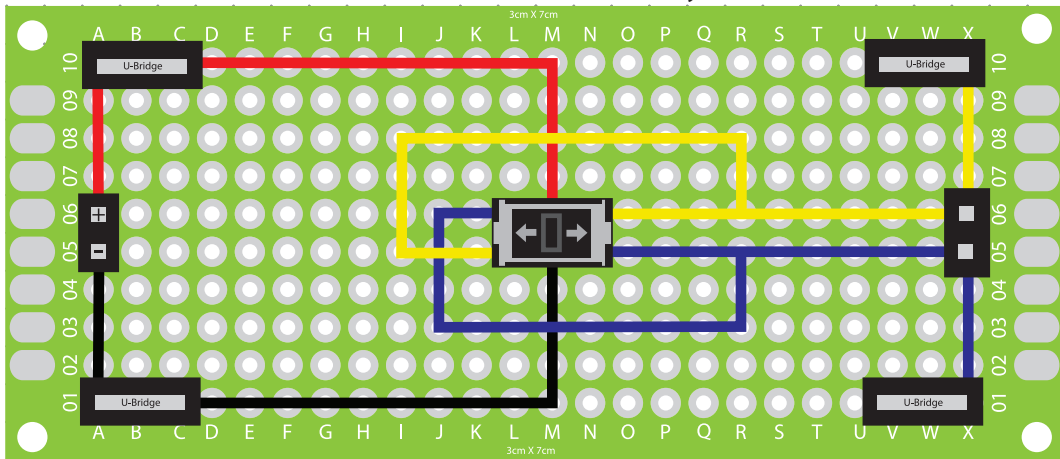 3cm X 7cm
A B C D E F G H I J K L M N O P Q R S T U V W X
10 U-Bridge U-Bridge 10
09 09
08 08
07 07
06 + 06
05 - 05
04 04
03 03
02 02
01 U-Bridge U-Bridge 01
A B C D E F G H I J K L M N O P Q R S T U V W X
3cm X 7cm